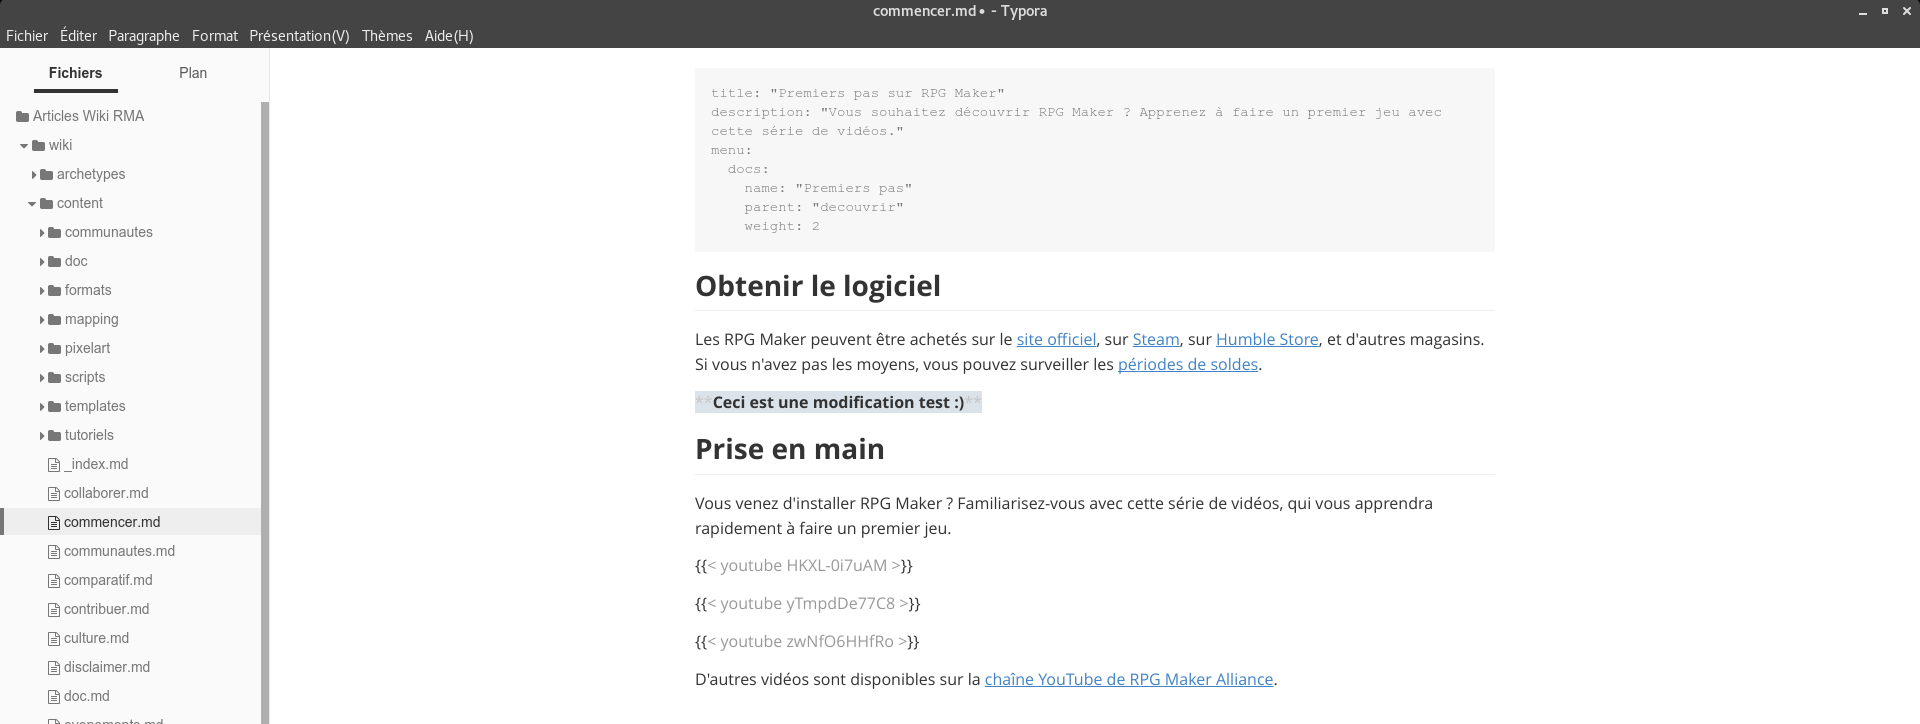 commencer.md• - Typora
Fichier Éditer Paragraphe Format Présentation(V) Thèmes Aide(H)
Fichiers Plan
Articles Wiki RMA
wiki
archetypes
content
communautes
doc
formats
mapping
pixelart
scripts
templates
tutoriels
_index.md
collaborer.md
commencer.md
communautes.md
comparatif.md
contribuer.md
culture.md
disclaimer.md
doc.md
evenements.md
title: "Premiers pas sur RPG Maker"
description: "Vous souhaitez découvrir RPG Maker ? Apprenez à faire un premier jeu avec
cette série de vidéos."
menu:
  docs:
    name: "Premiers pas"
    parent: "decouvrir"
    weight: 2
Obtenir le logiciel
Les RPG Maker peuvent être achetés sur le site officiel, sur Steam, sur Humble Store, et d'autres magasins.
Si vous n'avez pas les moyens, vous pouvez surveiller les périodes de soldes.
**Ceci est une modification test :)**
Prise en main
Vous venez d'installer RPG Maker ? Familiarisez-vous avec cette série de vidéos, qui vous apprendra
rapidement à faire un premier jeu.
{{< youtube HKXL-0i7uAM >}}
{{< youtube yTmpdDe77C8 >}}
{{< youtube zwNfO6HHfRo >}}
D'autres vidéos sont disponibles sur la chaîne YouTube de RPG Maker Alliance.